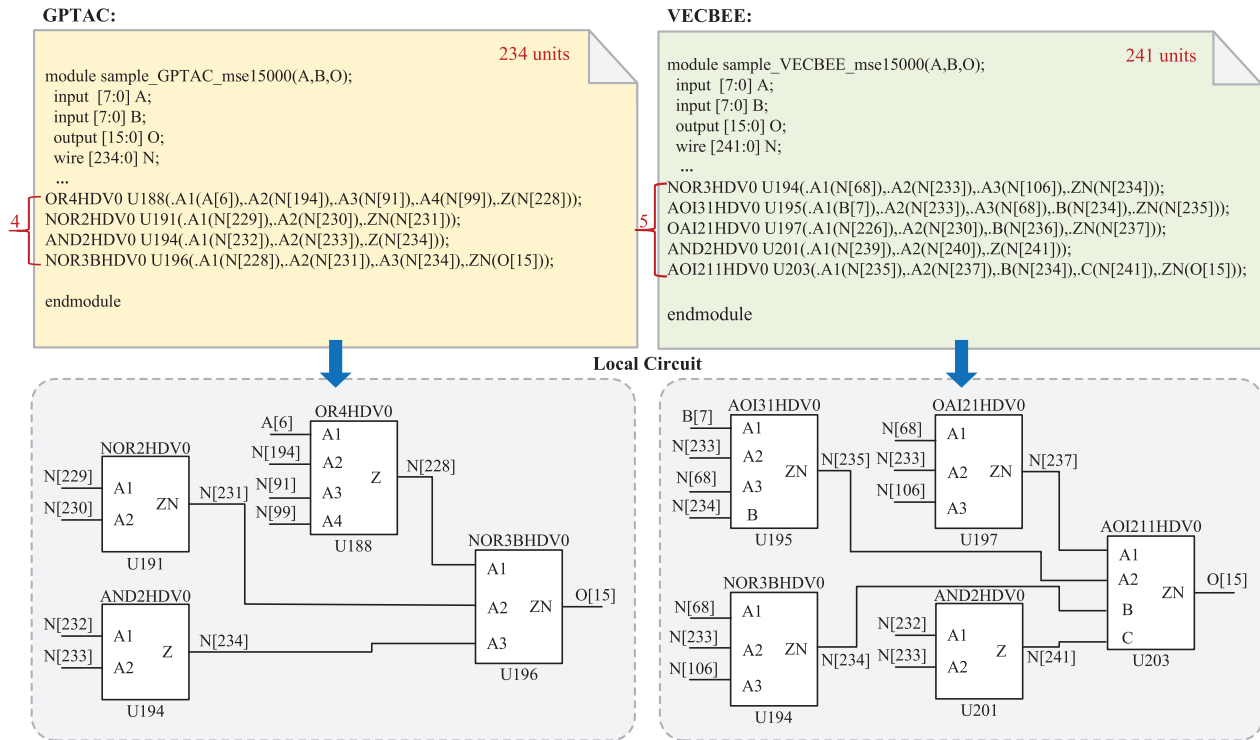 GPTAC:
234 units
module sample_GPTAC_mse15000(A,B,O);
input [7:0] A;
input [7:0] B;
output [15:0] O;
wire [234:0] N;
...
4
OR4HDV0 U188(.A1(A[6]),.A2(N[194]),.A3(N[91]),.A4(N[99]),.Z(N[228]));
NOR2HDV0 U191(.A1(N[229]),.A2(N[230]),.ZN(N[231]));
AND2HDV0 U194(.A1(N[232]),.A2(N[233]),.Z(N[234]));
NOR3BHDV0 U196(.A1(N[228]),.A2(N[231]),.A3(N[234]),.ZN(O[15]));
endmodule
VECBEE:
241 units
module sample_VECBEE_mse15000(A,B,O);
input [7:0] A;
input [7:0] B;
output [15:0] O;
wire [241:0] N;
...
5
NOR3HDV0 U194(.A1(N[68]),.A2(N[233]),.A3(N[106]),.ZN(N[234]));
AOI31HDV0 U195(.A1(B[7]),.A2(N[233]),.A3(N[68]),.B(N[234]),.ZN(N[235]));
OAI21HDV0 U197(.A1(N[226]),.A2(N[230]),.B(N[236]),.ZN(N[237]));
AND2HDV0 U201(.A1(N[239]),.A2(N[240]),.Z(N[241]));
AOI211HDV0 U203(.A1(N[235]),.A2(N[237]),.B(N[234]),.C(N[241]),.ZN(O[15]));
endmodule
Local Circuit
NOR2HDV0
N[229]
A1
N[230]
A2
ZN
N[231]
U191
OR4HDV0
A[6]
A1
N[194]
A2
N[91]
A3
N[99]
A4
Z
N[228]
U188
AND2HDV0
N[232]
A1
N[233]
A2
Z
N[234]
U194
NOR3BHDV0
A1
A2
A3
ZN
O[15]
U196
AOI31HDV0
B[7]
A1
N[233]
A2
N[68]
A3
N[234]
B
ZN
N[235]
U195
OAI21HDV0
N[68]
A1
N[233]
A2
N[106]
A3
ZN
N[237]
U197
NOR3BHDV0
N[68]
A1
N[233]
A2
N[106]
A3
ZN
N[234]
U194
AND2HDV0
N[232]
A1
N[233]
A2
Z
N[241]
U201
AOI211HDV0
A1
A2
B
C
ZN
O[15]
U203